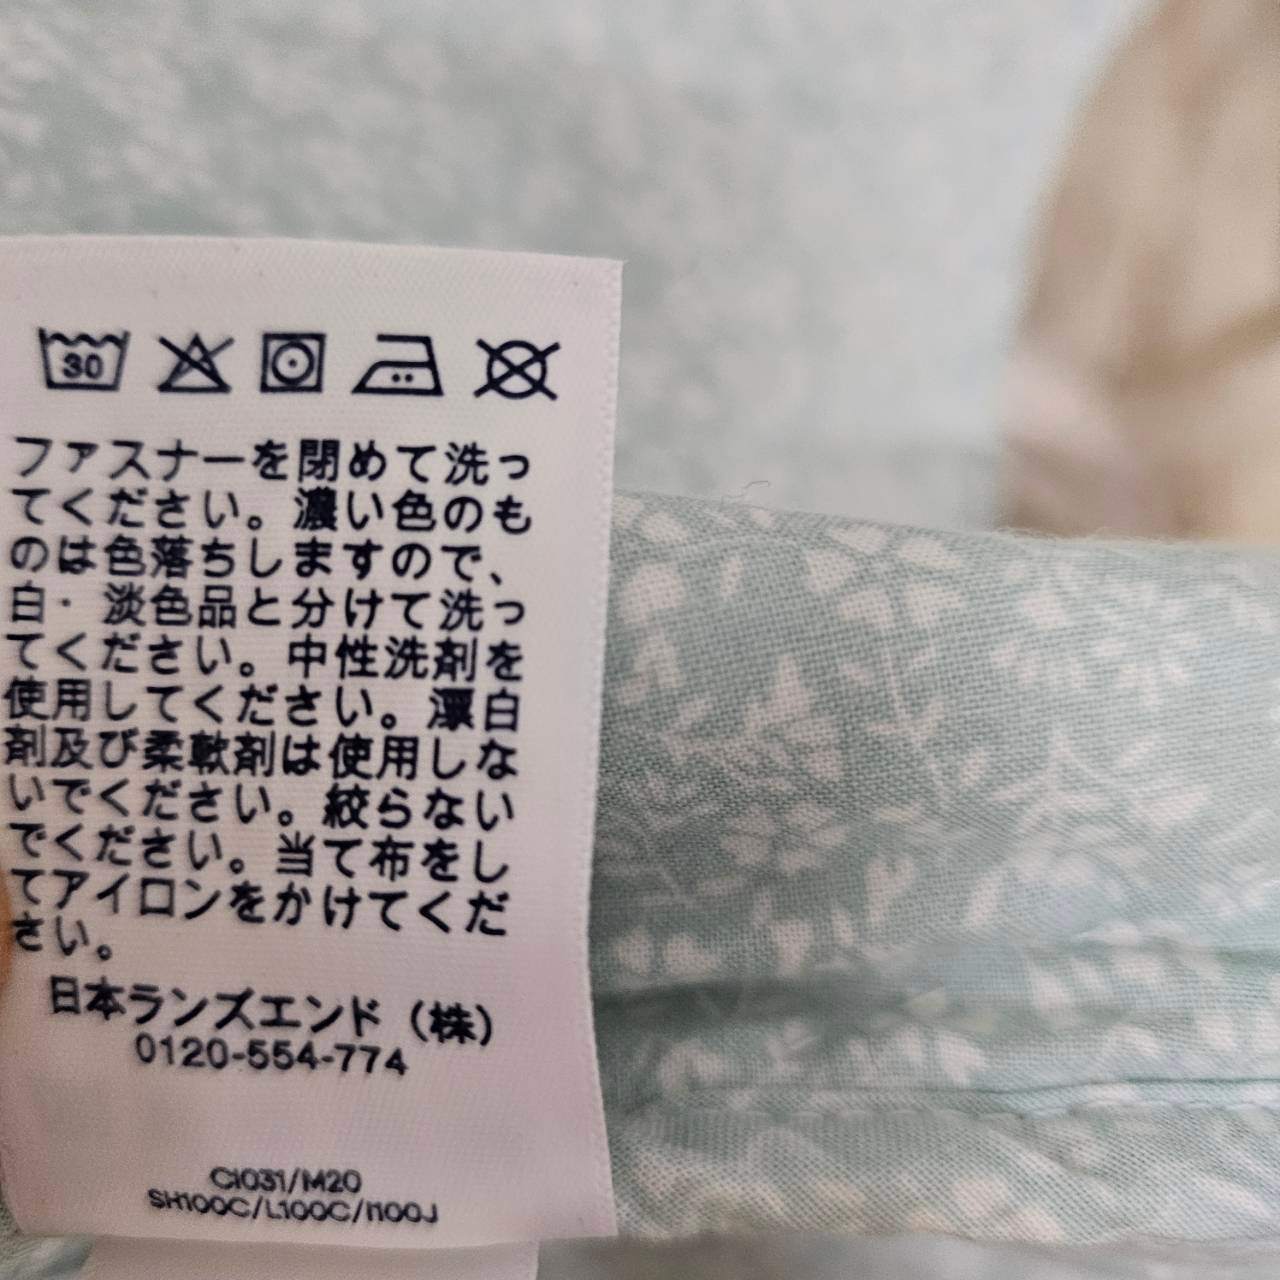 30
ファスナーを閉めて洗っ
てください。濃い色のも
のは色落ちしますので、
白・淡色品と分けて洗っ
てください。中性洗剤を
使用してください。漂白
剤及び柔軟剤は使用しな
いでください。絞らない
でください。当て布をし
てアイロンをかけてくだ
さい。
日本ランズエンド（株）
0120-554-774
CI031/M20
SH100C/L100C/I100J